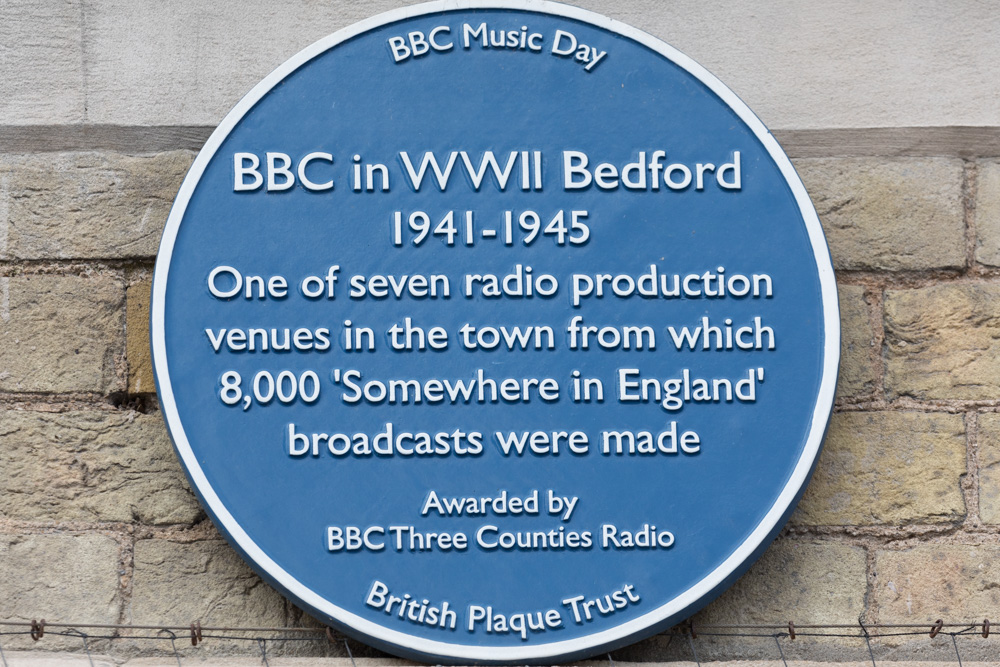 BBC Music Day
BBC in WWII Bedford
1941-1945
One of seven radio production
venues in the town from which
8,000 'Somewhere in England'
broadcasts were made
Awarded by
BBC Three Counties Radio
British Plaque Trust